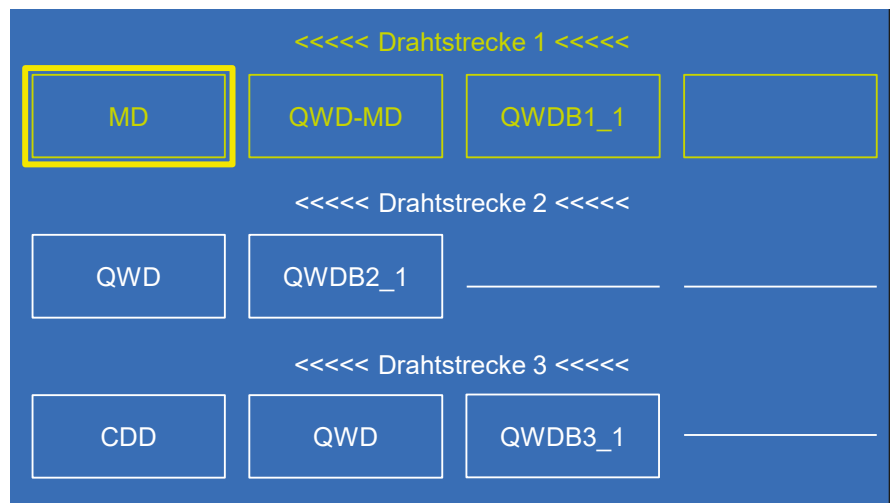 <<<<< Drahtstrecke 1 <<<<<
MD QWD-MD QWDB1_1
<<<<< Drahtstrecke 2 <<<<<
QWD QWDB2_1
<<<<< Drahtstrecke 3 <<<<<
CDD QWD QWDB3_1